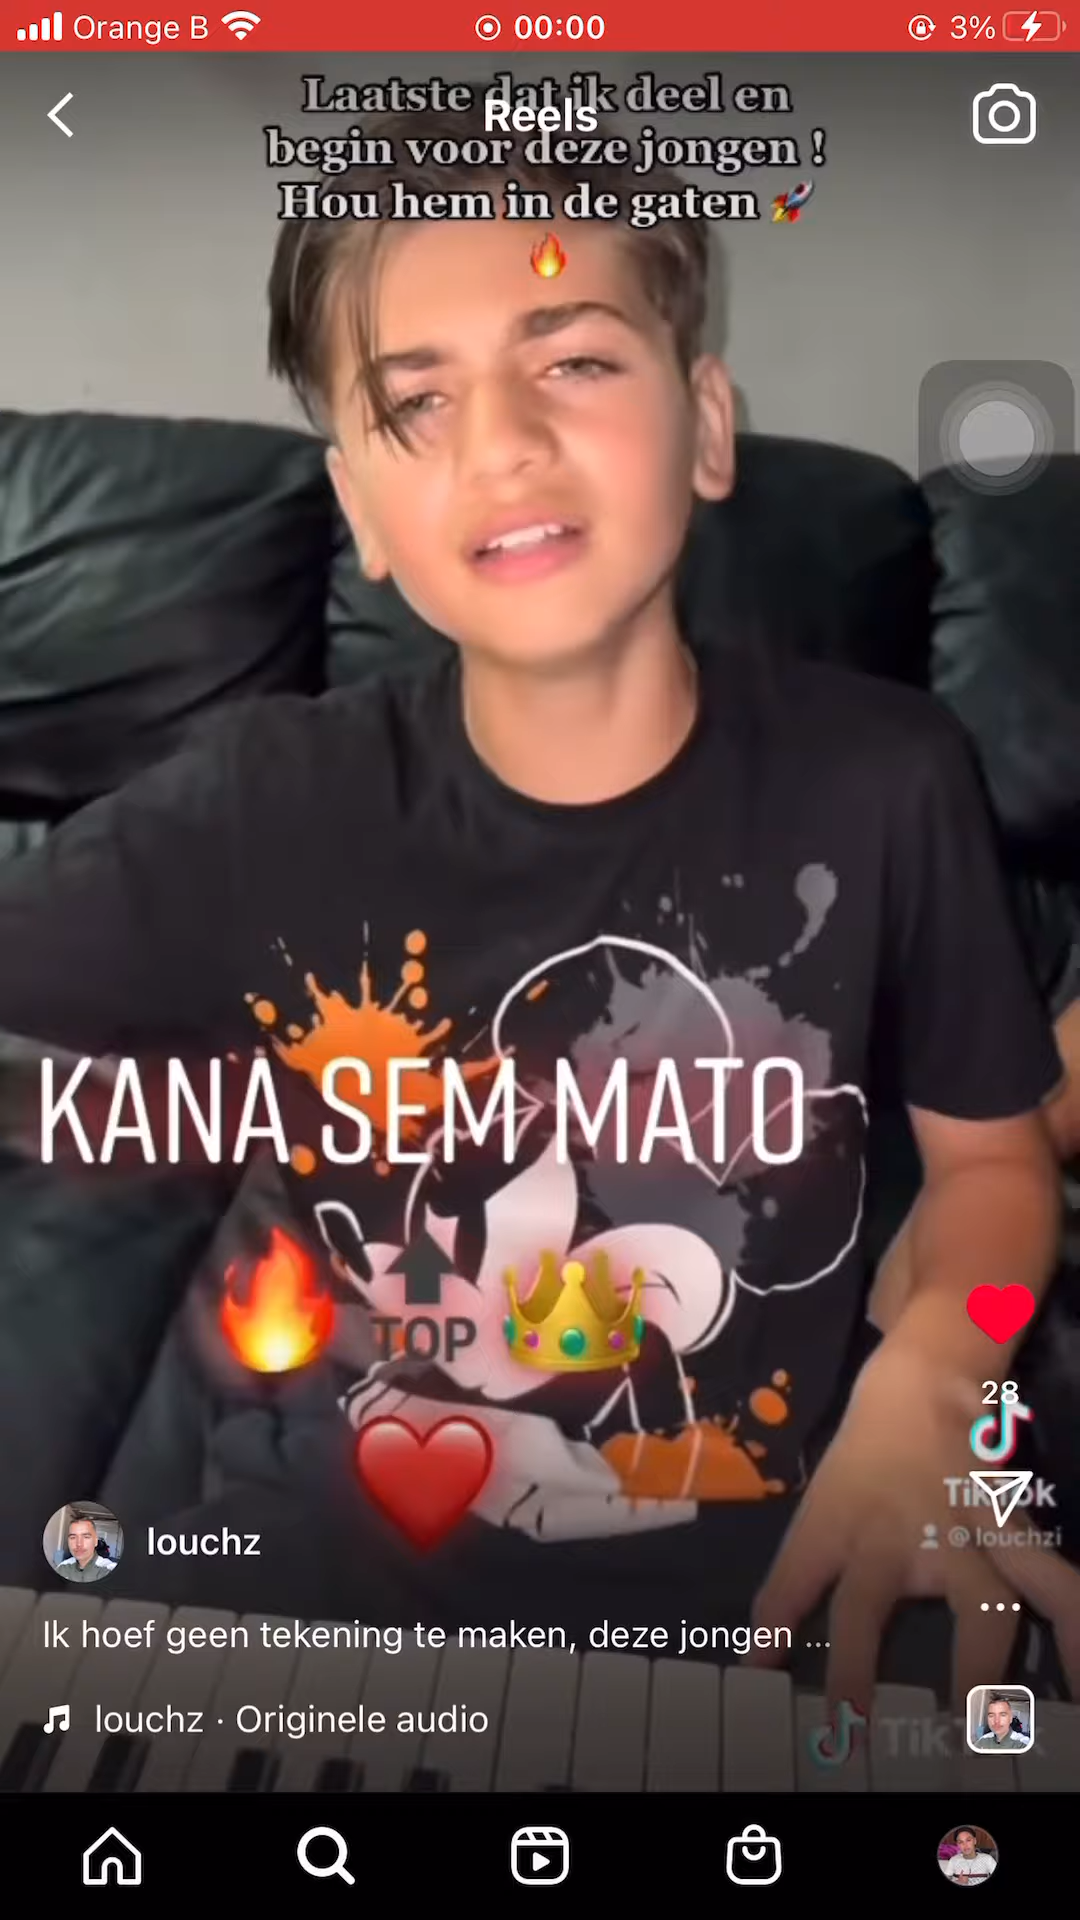 Orange B
00:00
3%
Reels
Laatste dat ik deel en
begin voor deze jongen !
Hou hem in de gaten 🚀
🔥
KANA SEM MATO
🔥 TOP 👑
❤️
28
TikTok
@louchzi
louchz
Ik hoef geen tekening te maken, deze jongen ...
louchz · Originele audio
TikTok